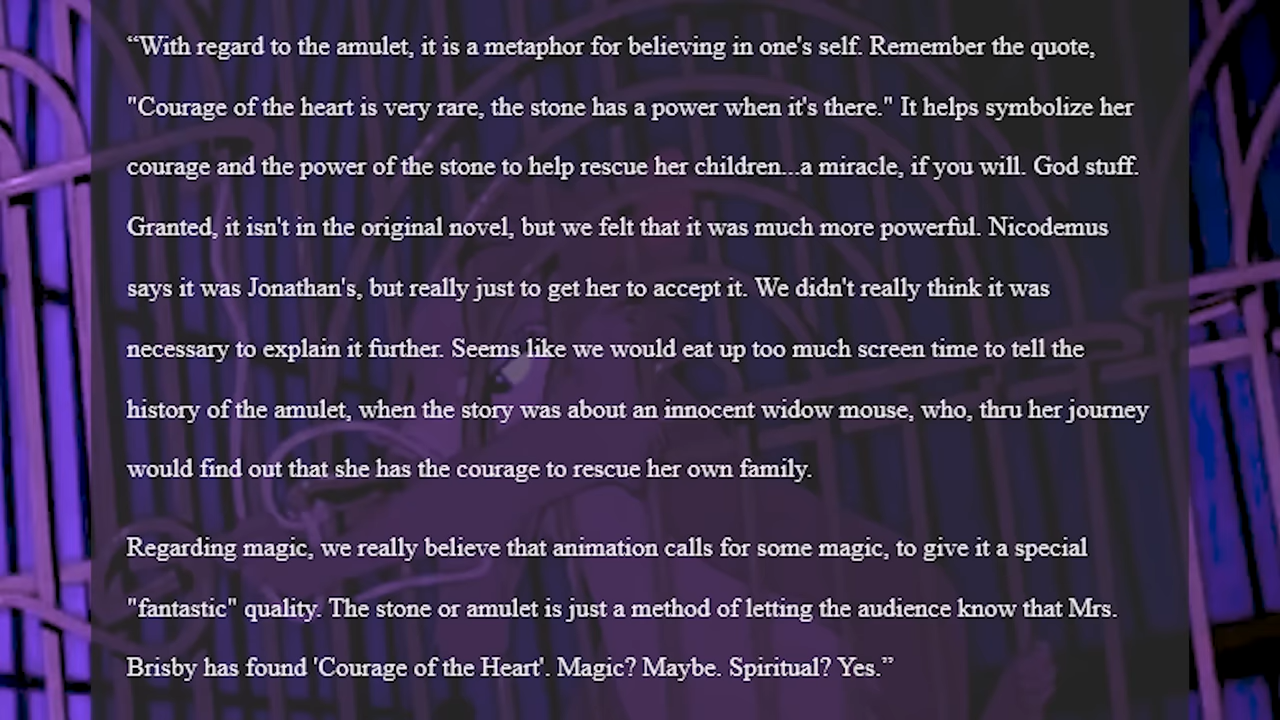 “With regard to the amulet, it is a metaphor for believing in one's self. Remember the quote,
"Courage of the heart is very rare, the stone has a power when it's there." It helps symbolize her
courage and the power of the stone to help rescue her children...a miracle, if you will. God stuff.
Granted, it isn't in the original novel, but we felt that it was much more powerful. Nicodemus
says it was Jonathan's, but really just to get her to accept it. We didn't really think it was
necessary to explain it further. Seems like we would eat up too much screen time to tell the
history of the amulet, when the story was about an innocent widow mouse, who, thru her journey
would find out that she has the courage to rescue her own family.
Regarding magic, we really believe that animation calls for some magic, to give it a special
"fantastic" quality. The stone or amulet is just a method of letting the audience know that Mrs.
Brisby has found 'Courage of the Heart'. Magic? Maybe. Spiritual? Yes.”